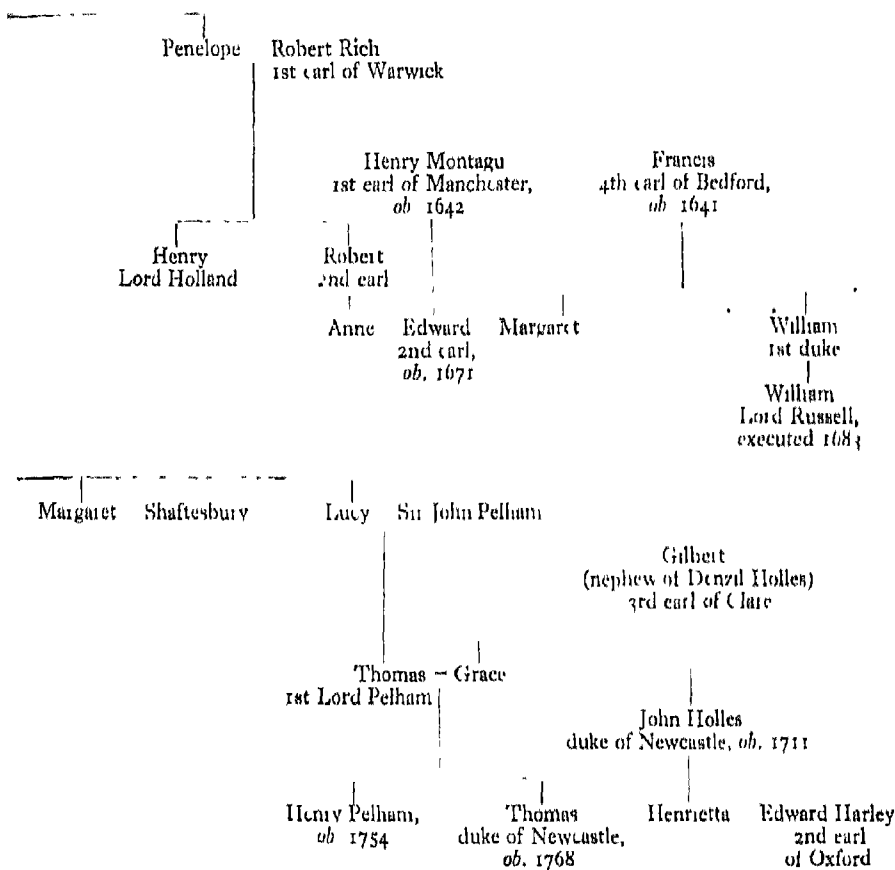 Penelope Robert Rich
1st earl of Warwick
Henry Montagu
1st earl of Manchester,
ob 1642
Francis
4th earl of Bedford,
ob 1641
Henry
Lord Holland
Robert
2nd earl
Anne
Edward
2nd earl,
ob. 1671
Margaret
William
1st duke
William
Lord Russell,
executed 1683
Margaret Shaftesbury
Lucy Sir John Pelham
Gilbert
(nephew of Denzil Holles)
3rd earl of Clare
Thomas – Grace
1st Lord Pelham
John Holles
duke of Newcastle, ob. 1711
Henry Pelham,
ob 1754
Thomas
duke of Newcastle,
ob. 1768
Henrietta
Edward Harley
2nd earl
of Oxford